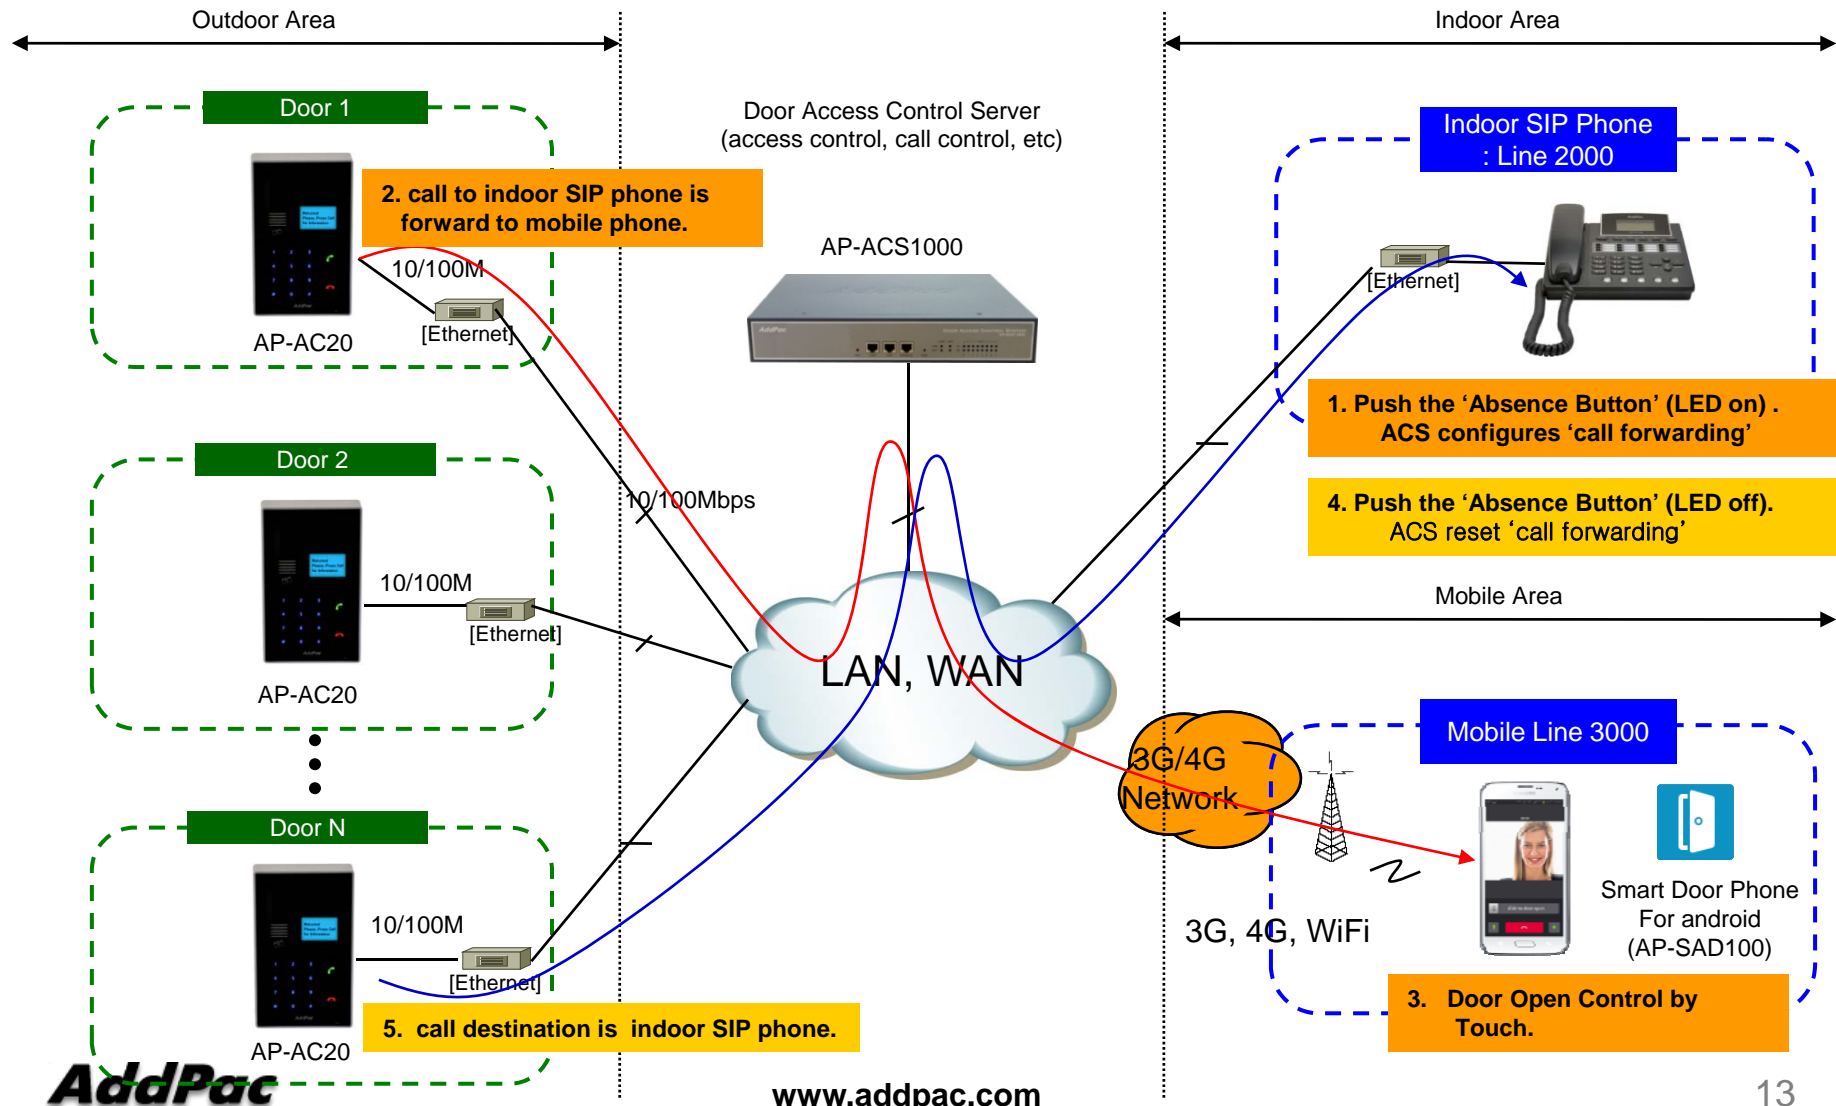 Outdoor Area
Indoor Area
Door 1
Door Access Control Server
(access control, call control, etc)
Indoor SIP Phone
: Line 2000
2. call to indoor SIP phone is
forward to mobile phone.
10/100M
[Ethernet]
AP-AC20
AddPac
AP-ACS1000
AddPac
[Ethernet]
1. Push the ‘Absence Button’ (LED on) .
ACS configures ‘call forwarding’
4. Push the ‘Absence Button’ (LED off).
ACS reset ‘call forwarding’
Door 2
10/100Mbps
10/100M
[Ethernet]
AP-AC20
LAN, WAN
Mobile Area
Door N
10/100M
[Ethernet]
AP-AC20
5. call destination is indoor SIP phone.
3G/4G
Network
Mobile Line 3000
3G, 4G, WiFi
Smart Door Phone
For android
(AP-SAD100)
3. Door Open Control by
Touch.
AddPac
www.addpac.com
13